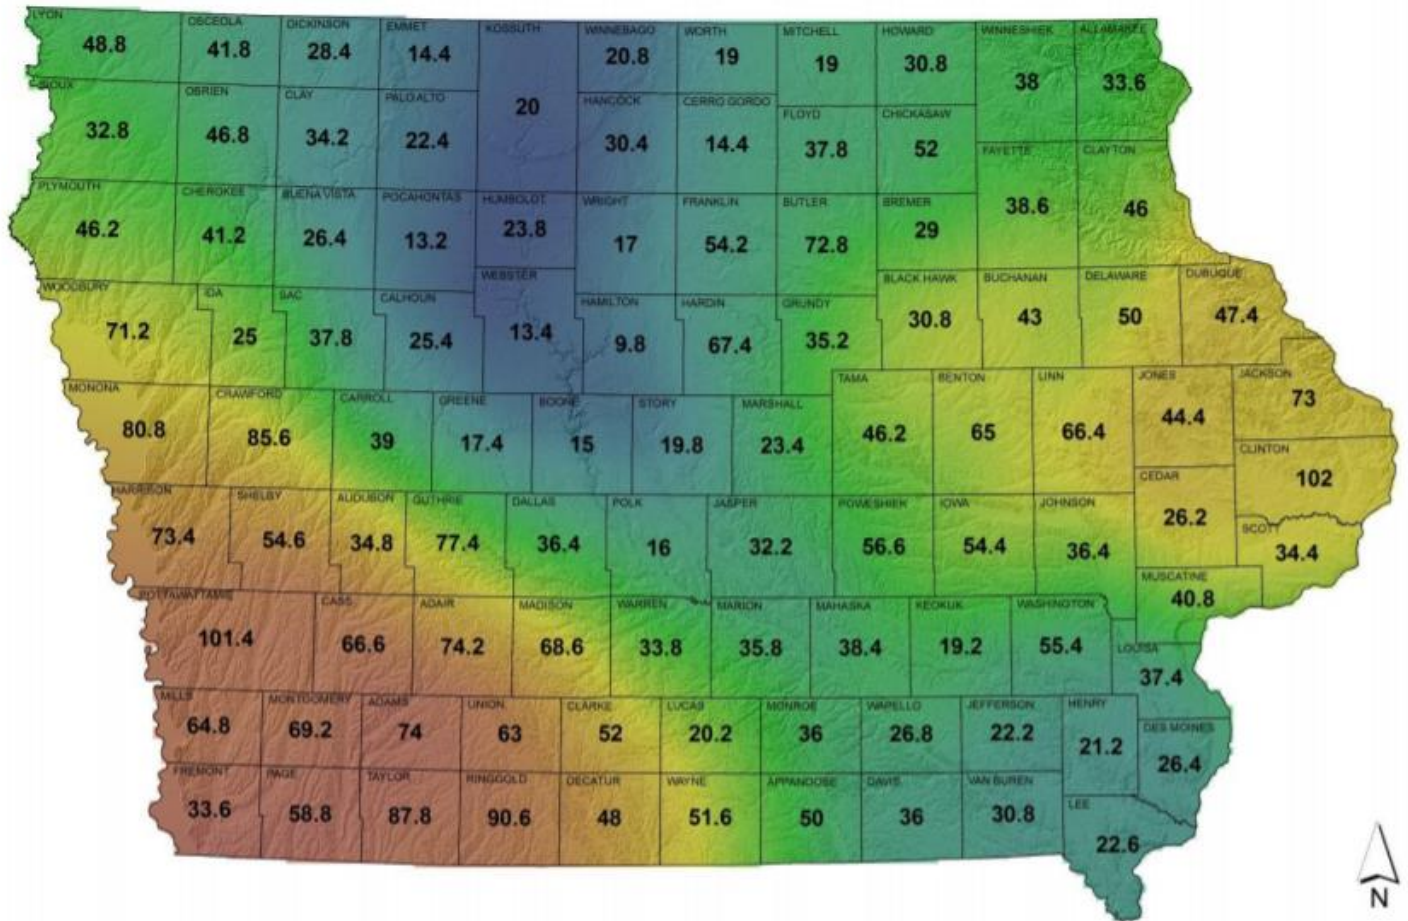 LYON
48.8
OSCEOLA
41.8
DICKINSON
28.4
EMMET
14.4
KOSSUTH
20
WINNEBAGO
20.8
WORTH
19
MITCHELL
19
HOWARD
30.8
WINNESHIEK
38
ALLAMAKEE
33.6
SIOUX
32.8
OBRIEN
46.8
CLAY
34.2
PALO ALTO
22.4
HANCOCK
30.4
CERRO GORDO
14.4
FLOYD
37.8
CHICKASAW
52
FAYETTE
38.6
CLAYTON
46
PLYMOUTH
46.2
CHEROKEE
41.2
BUENA VISTA
26.4
POCAHONTAS
13.2
HUMBOLDT
23.8
WRIGHT
17
FRANKLIN
54.2
BUTLER
72.8
BREMER
29
WOODBURY
71.2
IDA
25
SAC
37.8
CALHOUN
25.4
WEBSTER
13.4
HAMILTON
9.8
HARDIN
67.4
GRUNDY
35.2
BLACK HAWK
30.8
BUCHANAN
43
DELAWARE
50
DUBUQUE
47.4
MONONA
80.8
CRAWFORD
85.6
CARROLL
39
GREENE
17.4
BOONE
15
STORY
19.8
MARSHALL
23.4
TAMA
46.2
BENTON
65
LINN
66.4
JONES
44.4
JACKSON
73
CLINTON
102
HARRISON
73.4
SHELBY
54.6
AUDUBON
34.8
GUTHRIE
77.4
DALLAS
36.4
POLK
16
JASPER
32.2
POWESHIEK
56.6
IOWA
54.4
JOHNSON
36.4
CEDAR
26.2
SCOTT
34.4
MUSCATINE
40.8
POTTAWATTAMIE
101.4
CASS
66.6
ADAIR
74.2
MADISON
68.6
WARREN
33.8
MARION
35.8
MAHASKA
38.4
KEOKUK
19.2
WASHINGTON
55.4
LOUISA
37.4
MILLS
64.8
MONTGOMERY
69.2
ADAMS
74
UNION
63
CLARKE
52
LUCAS
20.2
MONROE
36
WAPELLO
26.8
JEFFERSON
22.2
HENRY
21.2
DES MOINES
26.4
FREMONT
33.6
PAGE
58.8
TAYLOR
87.8
RINGGOLD
90.6
DECATUR
48
WAYNE
51.6
APPANOOSE
50
DAVIS
36
VAN BUREN
30.8
LEE
22.6
N